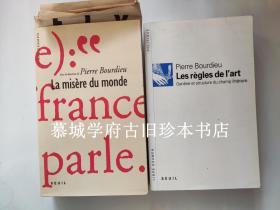 e):"
Sous la direction de Pierre Bourdieu
La misère du monde
france
parle.
SEUIL
Pierre Bourdieu
Les règles de l'art
Genèse et structure du champ littéraire
SEUIL
慕城学府古旧珍本书店